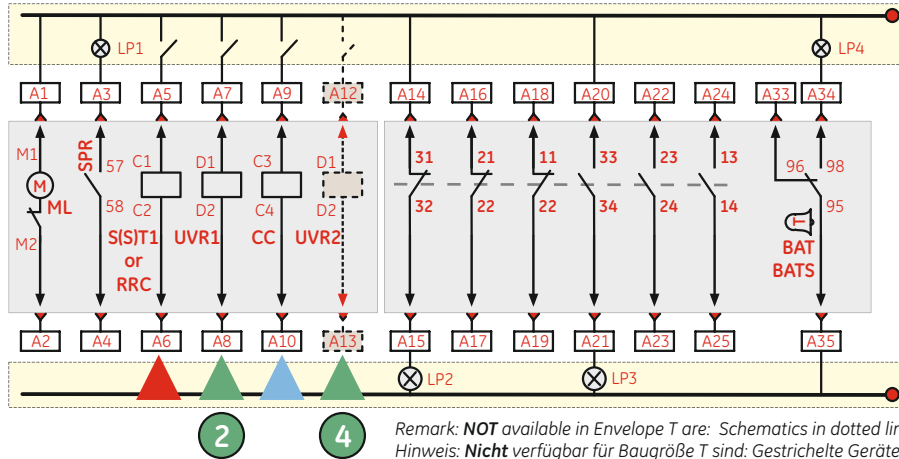 LP1 LP4
A1 A3 A5 A7 A9 A12 A14 A16 A18 A20 A22 A24 A33 A34
M1 SPR 57 C1 D1 C3 D1 31 21 11 33 23 13 96 98
M ML 58 C2 D2 C4 D2 32 22 22 34 24 14 95
M2 S(S)T1 UVR1 CC UVR2 T
or BAT
RRC BATS
A2 A4 A6 A8 A10 A13 A15 A17 A19 A21 A23 A25 A35
LP2 LP3
2 4
Remark: NOT available in Envelope T are: Schematics in dotted lin
Hinweis: Nicht verfügbar für Baugröße T sind: Gestrichelte Geräte